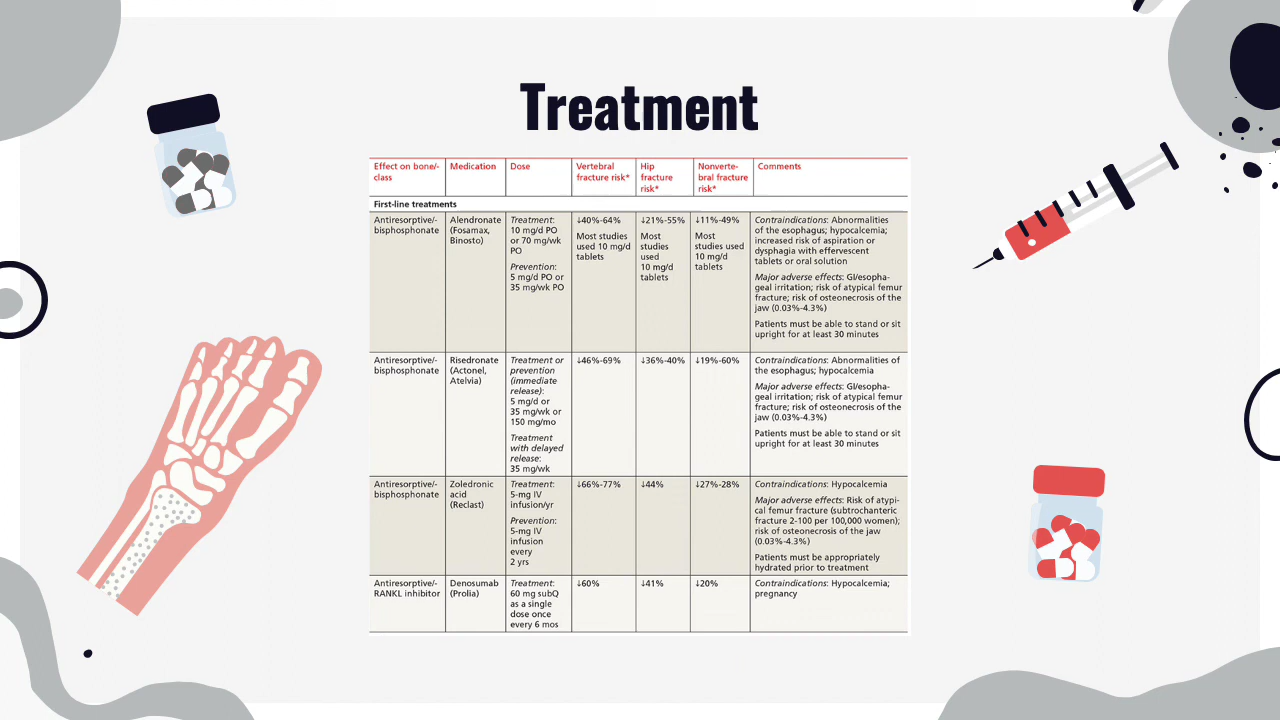 Treatment
Effect on bone/-
class
Medication
Dose
Vertebral
fracture risk*
Hip
fracture
risk*
Nonverte-
bral fracture
risk*
Comments
First-line treatments
Antiresorptive/-
bisphosphonate
Alendronate
(Fosamax,
Binosto)
Treatment:
10 mg/d PO
or 70 mg/wk
PO
Prevention:
5 mg/d PO or
35 mg/wk PO
↓40%-64%
Most studies
used 10 mg/d
tablets
↓21%-55%
Most
studies
used
10 mg/d
tablets
↓11%-49%
Most
studies used
10 mg/d
tablets
Contraindications: Abnormalities
of the esophagus; hypocalcemia;
increased risk of aspiration or
dysphagia with effervescent
tablets or oral solution
Major adverse effects: GI/esopha-
geal irritation; risk of atypical femur
fracture; risk of osteonecrosis of the
jaw (0.03%-4.3%)
Patients must be able to stand or sit
upright for at least 30 minutes
Antiresorptive/-
bisphosphonate
Risedronate
(Actonel,
Atelvia)
Treatment or
prevention
(immediate
release):
5 mg/d or
35 mg/wk or
150 mg/mo
Treatment
with delayed
release:
35 mg/wk
↓46%-69%
↓36%-40%
↓19%-60%
Contraindications: Abnormalities of
the esophagus; hypocalcemia
Major adverse effects: GI/esopha-
geal irritation; risk of atypical femur
fracture; risk of osteonecrosis of the
jaw (0.03%-4.3%)
Patients must be able to stand or sit
upright for at least 30 minutes
Antiresorptive/-
bisphosphonate
Zoledronic
acid
(Reclast)
Treatment:
5-mg IV
infusion/yr
Prevention:
5-mg IV
infusion
every
2 yrs
↓66%-77%
↓44%
↓27%-28%
Contraindications: Hypocalcemia
Major adverse effects: Risk of atypi-
cal femur fracture (subtrochanteric
fracture 2-100 per 100,000 women);
risk of osteonecrosis of the jaw
(0.03%-4.3%)
Patients must be appropriately
hydrated prior to treatment
Antiresorptive/-
RANKL inhibitor
Denosumab
(Prolia)
Treatment:
60 mg subQ
as a single
dose once
every 6 mos
↓60%
↓41%
↓20%
Contraindications: Hypocalcemia;
pregnancy